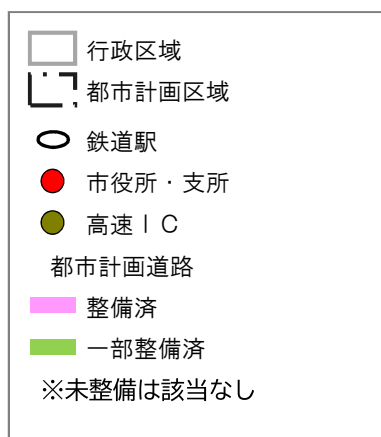 行政区域
都市計画区域
鉄道駅
市役所・支所
高速ＩＣ
都市計画道路
整備済
一部整備済
※未整備は該当なし